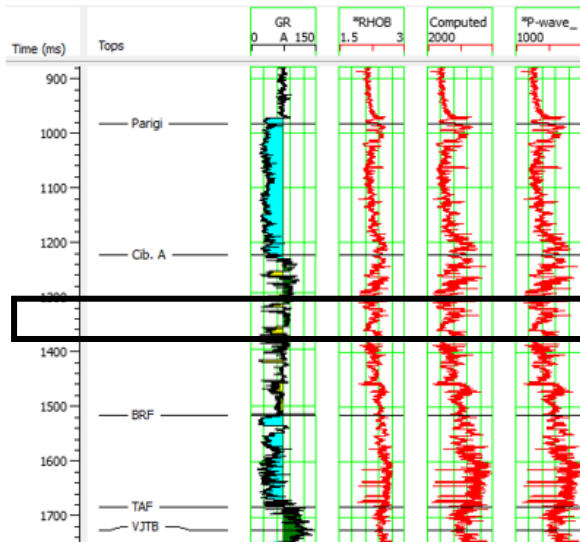 GR *RHOB Computed *P-wave_
Time (ms) Tops 0 A 150 1.5 3 2000 1000
900
Parigi
1000
1100
1200
Cib. A
1300
1400
1500
BRF
1600
TAF
1700
VJTB